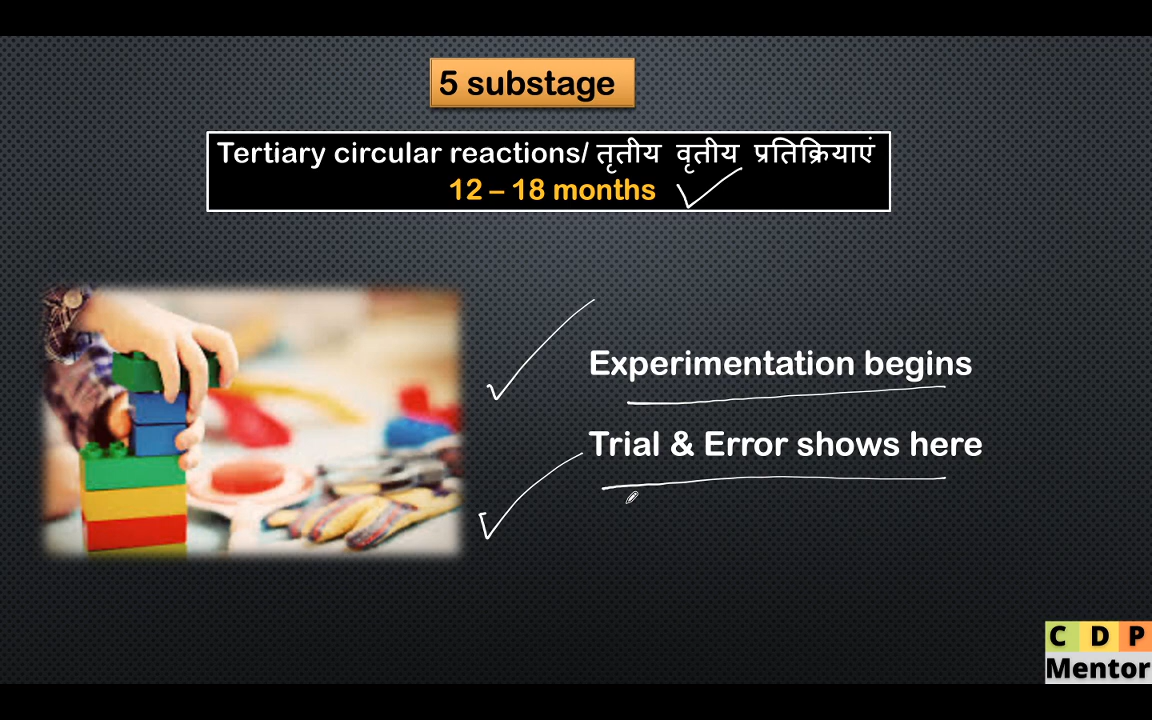 5 substage
Tertiary circular reactions/ तृतीय वृतीय प्रतिक्रियाएं
12 – 18 months
Experimentation begins
Trial & Error shows here
C D P
Mentor